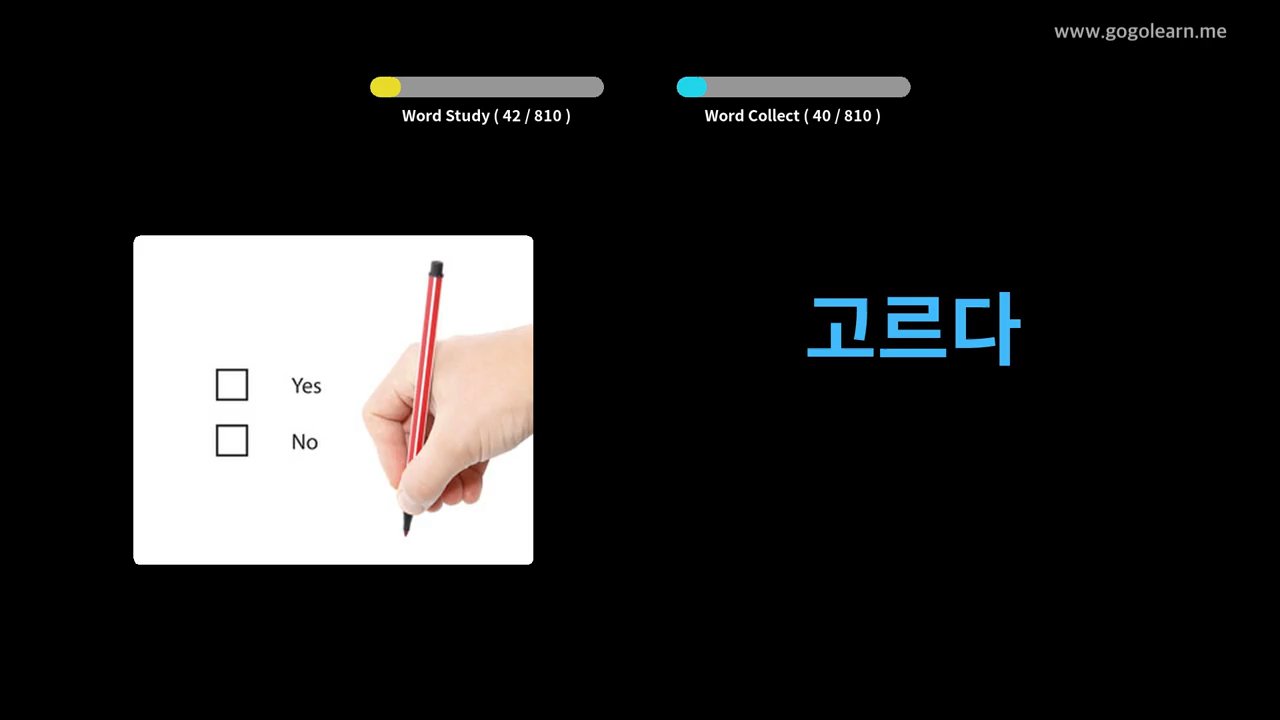 www.gogolearn.me
Word Study ( 42 / 810 )
Word Collect ( 40 / 810 )
고르다
Yes
No